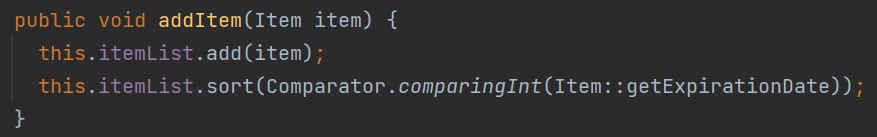 public void addItem(Item item) {
  this.itemList.add(item);
  this.itemList.sort(Comparator.comparingInt(Item::getExpirationDate));
}